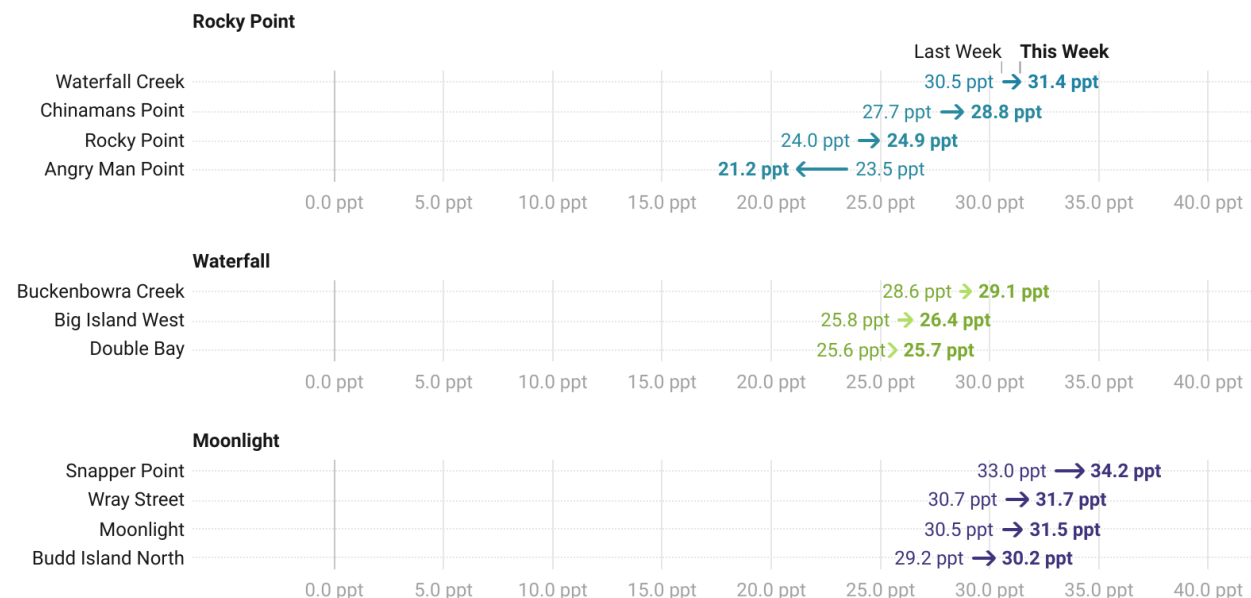 Rocky Point
Last Week This Week
Waterfall Creek 30.5 ppt 31.4 ppt
Chinamans Point 27.7 ppt 28.8 ppt
Rocky Point 24.0 ppt 24.9 ppt
Angry Man Point 21.2 ppt 23.5 ppt
0.0 ppt 5.0 ppt 10.0 ppt 15.0 ppt 20.0 ppt 25.0 ppt 30.0 ppt 35.0 ppt 40.0 ppt
Waterfall
Buckenbowra Creek 28.6 ppt 29.1 ppt
Big Island West 25.8 ppt 26.4 ppt
Double Bay 25.6 ppt 25.7 ppt
0.0 ppt 5.0 ppt 10.0 ppt 15.0 ppt 20.0 ppt 25.0 ppt 30.0 ppt 35.0 ppt 40.0 ppt
Moonlight
Snapper Point 33.0 ppt 34.2 ppt
Wray Street 30.7 ppt 31.7 ppt
Moonlight 30.5 ppt 31.5 ppt
Budd Island North 29.2 ppt 30.2 ppt
0.0 ppt 5.0 ppt 10.0 ppt 15.0 ppt 20.0 ppt 25.0 ppt 30.0 ppt 35.0 ppt 40.0 ppt